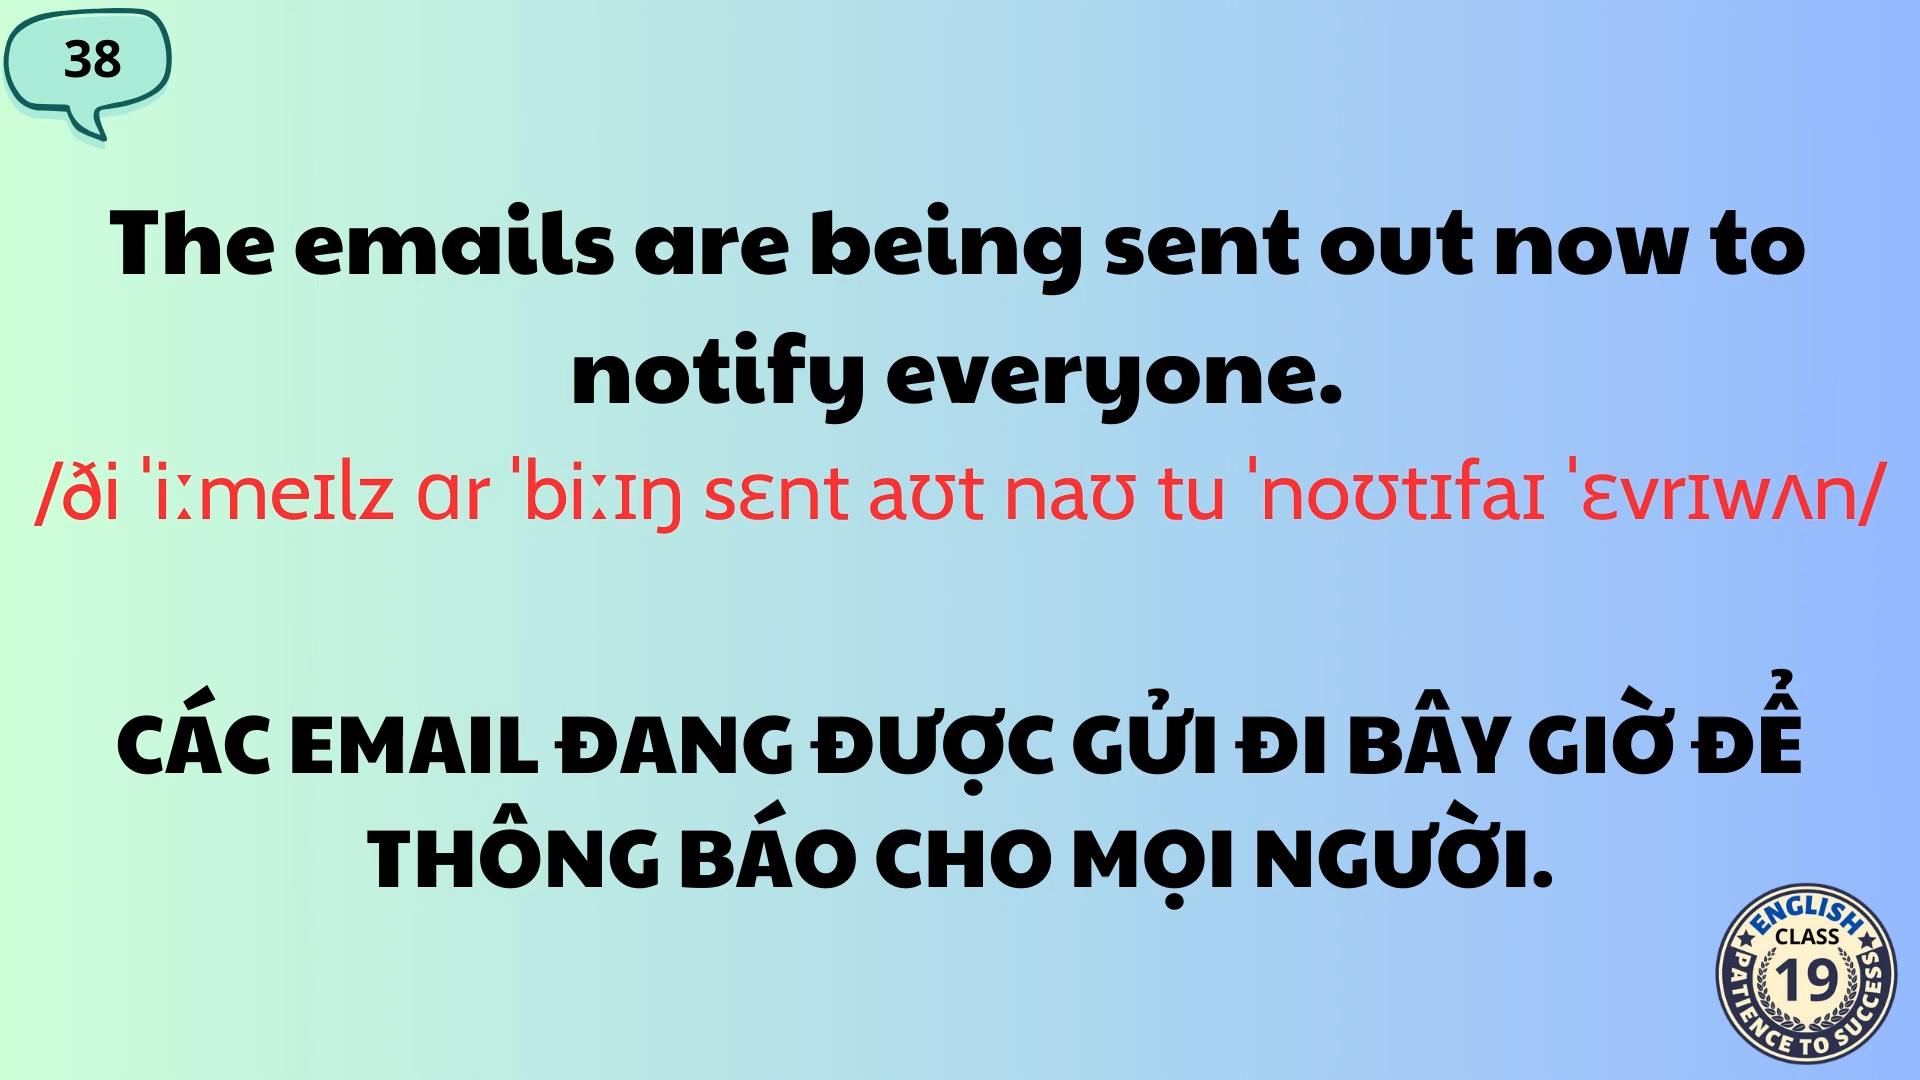 38
The emails are being sent out now to
notify everyone.
/ði ˈiːmeɪlz ɑr ˈbiːɪŋ sɛnt aʊt naʊ tu ˈnoʊtɪfaɪ ˈɛvrɪwʌn/
CÁC EMAIL ĐANG ĐƯỢC GỬI ĐI BÂY GIỜ ĐỂ
THÔNG BÁO CHO MỌI NGƯỜI.
ENGLISH
CLASS
19
PATIENCE TO SUCCESS